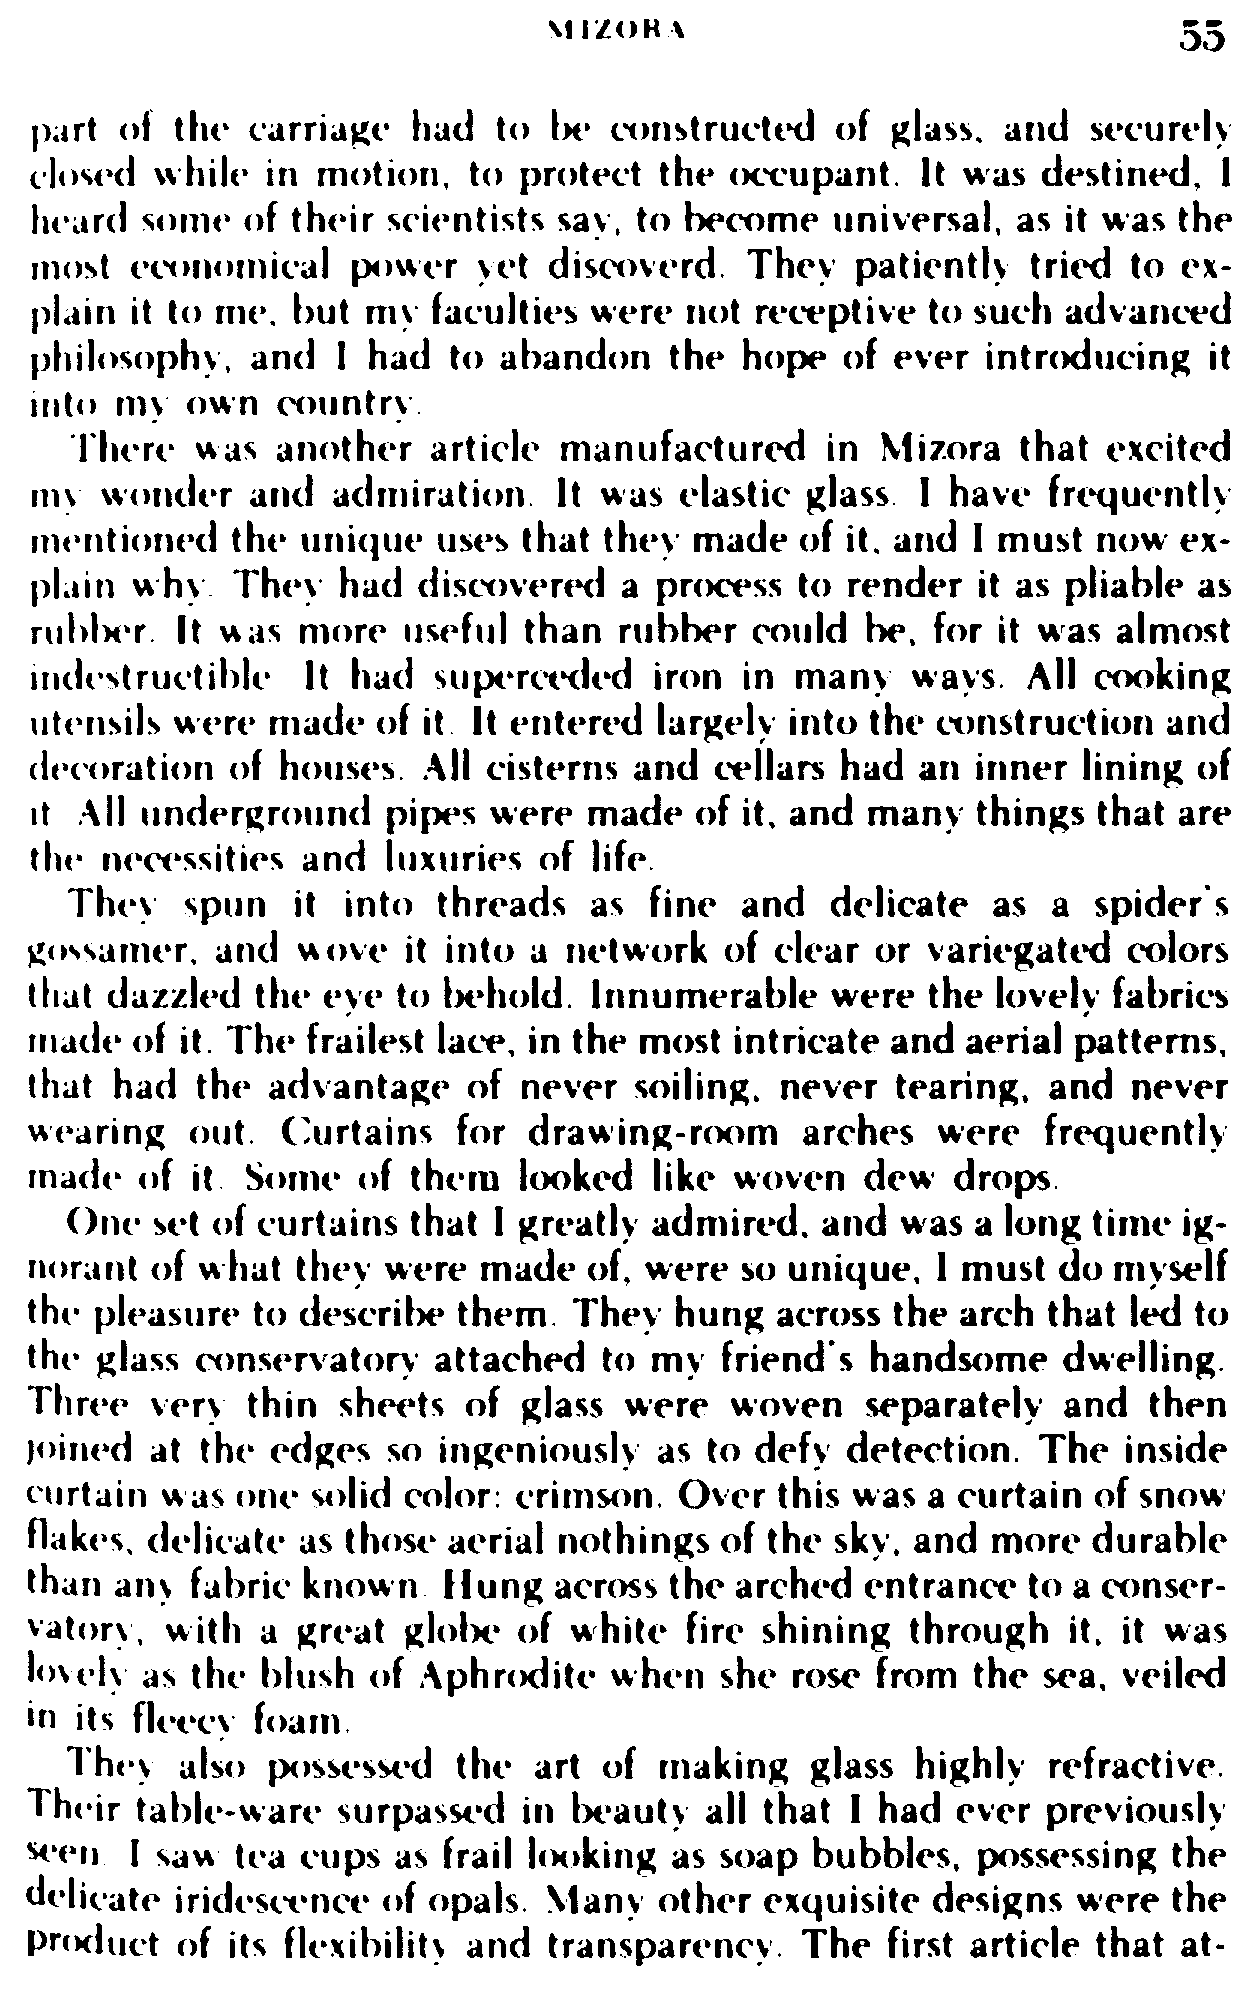 MIZORA 55
part of the carriage had to be constructed of glass, and securely
closed while in motion, to protect the occupant. It was destined, I
heard some of their scientists say, to become universal, as it was the
most economical power yet discoverd. They patiently tried to ex-
plain it to me, but my faculties were not receptive to such advanced
philosophy, and I had to abandon the hope of ever introducing it
into my own country.
There was another article manufactured in Mizora that excited
my wonder and admiration. It was elastic glass. I have frequently
mentioned the unique uses that they made of it, and I must now ex-
plain why. They had discovered a process to render it as pliable as
rubber. It was more useful than rubber could be, for it was almost
indestructible It had superceded iron in many ways. All cooking
utensils were made of it. It entered largely into the construction and
decoration of houses. All cisterns and cellars had an inner lining of
it All underground pipes were made of it, and many things that are
the necessities and luxuries of life.
They spun it into threads as fine and delicate as a spider's
gossamer, and wove it into a network of clear or variegated colors
that dazzled the eye to behold. Innumerable were the lovely fabrics
made of it. The frailest lace, in the most intricate and aerial patterns,
that had the advantage of never soiling, never tearing, and never
wearing out. Curtains for drawing-room arches were frequently
made of it. Some of them looked like woven dew drops.
One set of curtains that I greatly admired, and was a long time ig-
norant of what they were made of, were so unique, I must do myself
the pleasure to describe them. They hung across the arch that led to
the glass conservatory attached to my friend's handsome dwelling.
Three very thin sheets of glass were woven separately and then
joined at the edges so ingeniously as to defy detection. The inside
curtain was one solid color: crimson. Over this was a curtain of snow
flakes, delicate as those aerial nothings of the sky, and more durable
than any fabric known. Hung across the arched entrance to a conser-
vatory, with a great globe of white fire shining through it, it was
lovely as the blush of Aphrodite when she rose from the sea, veiled
in its fleecy foam.
They also possessed the art of making glass highly refractive.
Their table-ware surpassed in beauty all that I had ever previously
seen. I saw tea cups as frail looking as soap bubbles, possessing the
delicate iridescence of opals. Many other exquisite designs were the
product of its flexibility and transparency. The first article that at-